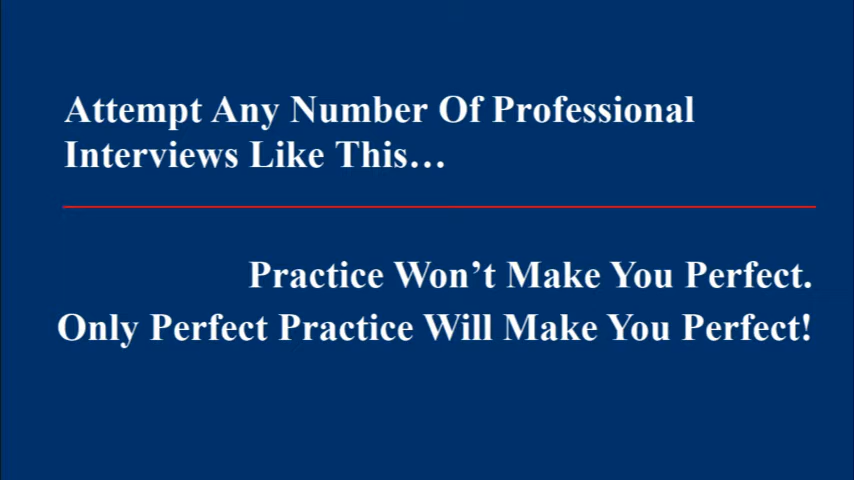 Attempt Any Number Of Professional
Interviews Like This…
Practice Won’t Make You Perfect.
Only Perfect Practice Will Make You Perfect!